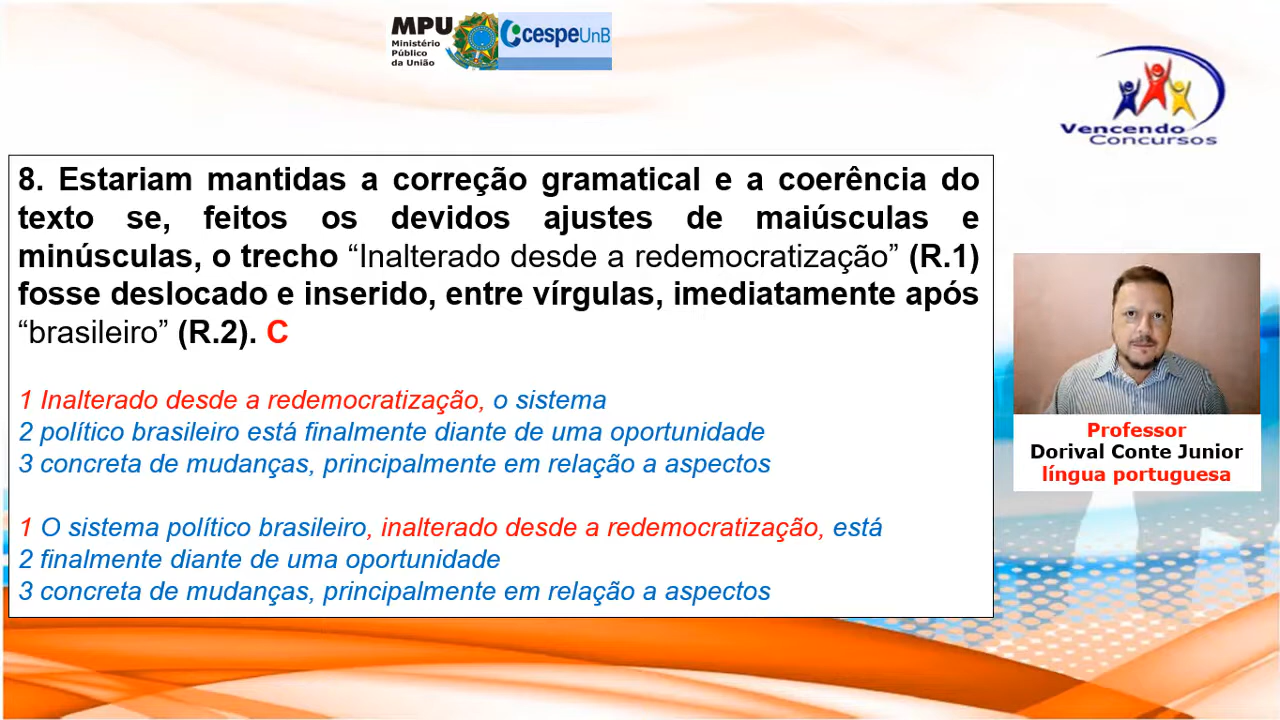 MPU
Ministério
Público
da União
cespeUnB
Vencendo
Concursos
8. Estariam mantidas a correção gramatical e a coerência do
texto se, feitos os devidos ajustes de maiúsculas e
minúsculas, o trecho “Inalterado desde a redemocratização” (R.1)
fosse deslocado e inserido, entre vírgulas, imediatamente após
“brasileiro” (R.2). C
1 Inalterado desde a redemocratização, o sistema
2 político brasileiro está finalmente diante de uma oportunidade
3 concreta de mudanças, principalmente em relação a aspectos
1 O sistema político brasileiro, inalterado desde a redemocratização, está
2 finalmente diante de uma oportunidade
3 concreta de mudanças, principalmente em relação a aspectos
Professor
Dorival Conte Junior
língua portuguesa